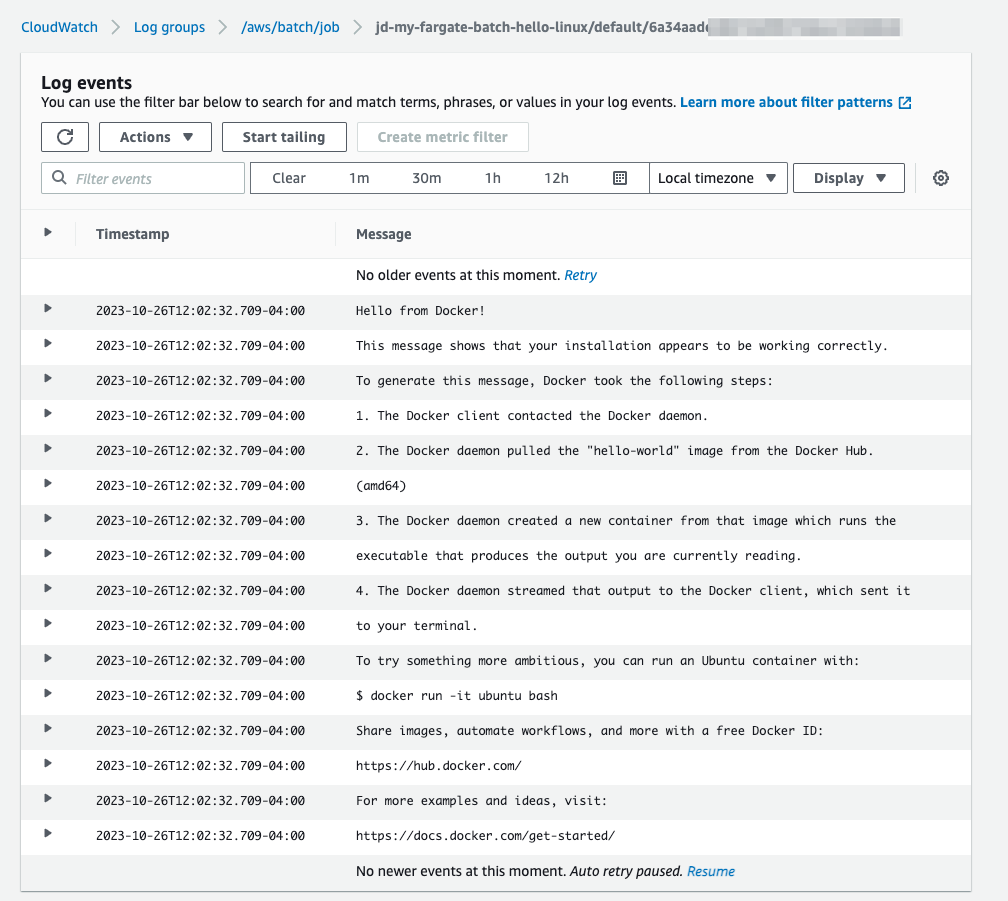 CloudWatch > Log groups > /aws/batch/job > jd-my-fargate-batch-hello-linux/default/6a34aade
Log events
You can use the filter bar below to search for and match terms, phrases, or values in your log events. Learn more about filter patterns
Actions ▼ Start tailing Create metric filter
Filter events Clear 1m 30m 1h 12h Local timezone ▼ Display ▼
Timestamp Message
No older events at this moment. Retry
2023-10-26T12:02:32.709-04:00 Hello from Docker!
2023-10-26T12:02:32.709-04:00 This message shows that your installation appears to be working correctly.
2023-10-26T12:02:32.709-04:00 To generate this message, Docker took the following steps:
2023-10-26T12:02:32.709-04:00 1. The Docker client contacted the Docker daemon.
2023-10-26T12:02:32.709-04:00 2. The Docker daemon pulled the "hello-world" image from the Docker Hub.
2023-10-26T12:02:32.709-04:00 (amd64)
2023-10-26T12:02:32.709-04:00 3. The Docker daemon created a new container from that image which runs the
2023-10-26T12:02:32.709-04:00 executable that produces the output you are currently reading.
2023-10-26T12:02:32.709-04:00 4. The Docker daemon streamed that output to the Docker client, which sent it
2023-10-26T12:02:32.709-04:00 to your terminal.
2023-10-26T12:02:32.709-04:00 To try something more ambitious, you can run an Ubuntu container with:
2023-10-26T12:02:32.709-04:00 $ docker run -it ubuntu bash
2023-10-26T12:02:32.709-04:00 Share images, automate workflows, and more with a free Docker ID:
2023-10-26T12:02:32.709-04:00 https://hub.docker.com/
2023-10-26T12:02:32.709-04:00 For more examples and ideas, visit:
2023-10-26T12:02:32.709-04:00 https://docs.docker.com/get-started/
No newer events at this moment. Auto retry paused. Resume